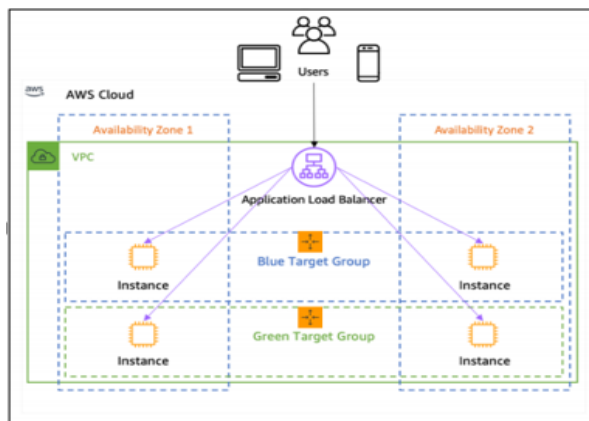 Users
aws
AWS Cloud
Availability Zone 1
Availability Zone 2
VPC
Application Load Balancer
Blue Target Group
Instance
Instance
Green Target Group
Instance
Instance